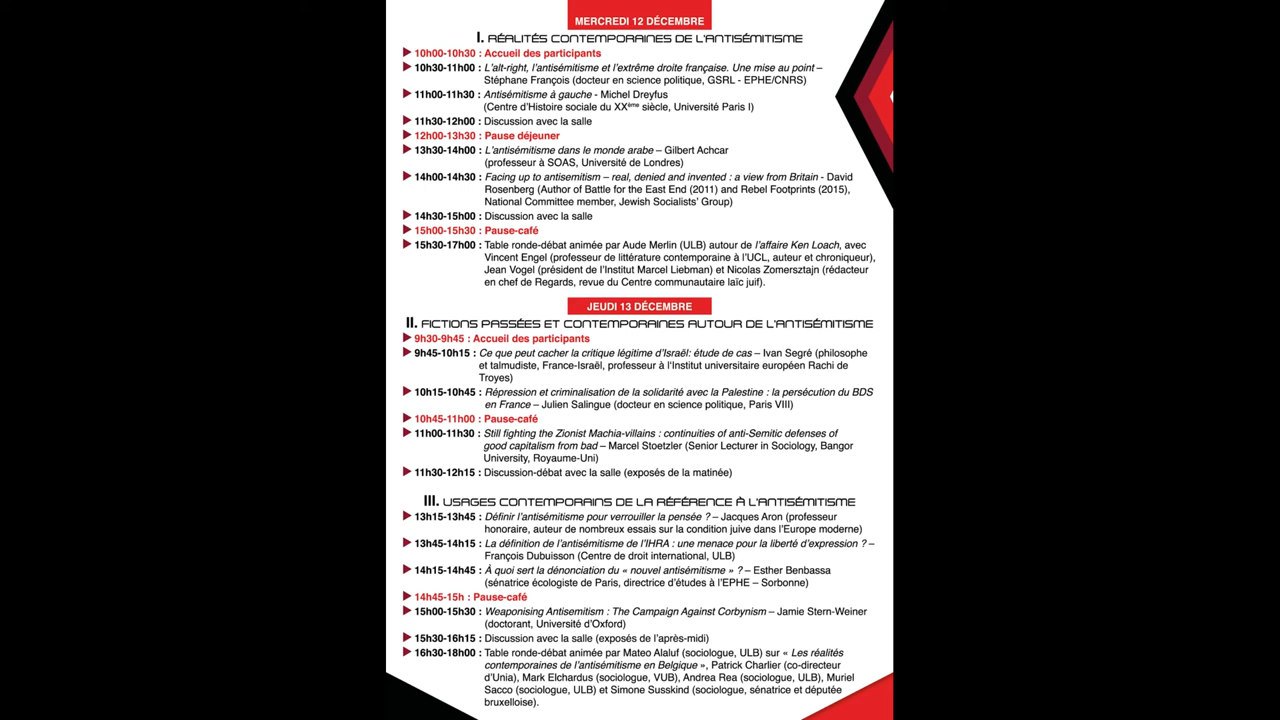 MERCREDI 12 DÉCEMBRE
I. RÉALITÉS CONTEMPORAINES DE L'ANTISÉMITISME
10h00-10h30 : Accueil des participants
10h30-11h00 : L'alt-right, l'antisémitisme et l'extrême droite française. Une mise au point –
Stéphane François (docteur en science politique, GSRL - EPHE/CNRS)
11h00-11h30 : Antisémitisme à gauche - Michel Dreyfus
(Centre d'Histoire sociale du XXème siècle, Université Paris I)
11h30-12h00 : Discussion avec la salle
12h00-13h30 : Pause déjeuner
13h30-14h00 : L'antisémitisme dans le monde arabe – Gilbert Achcar
(professeur à SOAS, Université de Londres)
14h00-14h30 : Facing up to antisemitism – real, denied and invented : a view from Britain - David
Rosenberg (Author of Battle for the East End (2011) and Rebel Footprints (2015),
National Committee member, Jewish Socialists' Group)
14h30-15h00 : Discussion avec la salle
15h00-15h30 : Pause-café
15h30-17h00 : Table ronde-débat animée par Aude Merlin (ULB) autour de l'affaire Ken Loach, avec
Vincent Engel (professeur de littérature contemporaine à l'UCL, auteur et chroniqueur),
Jean Vogel (président de l'Institut Marcel Liebman) et Nicolas Zomersztajn (rédacteur
en chef de Regards, revue du Centre communautaire laïc juif).
JEUDI 13 DÉCEMBRE
II. FICTIONS PASSÉES ET CONTEMPORAINES AUTOUR DE L'ANTISÉMITISME
9h30-9h45 : Accueil des participants
9h45-10h15 : Ce que peut cacher la critique légitime d'Israël: étude de cas – Ivan Segré (philosophe
et talmudiste, France-Israël, professeur à l'Institut universitaire européen Rachi de
Troyes)
10h15-10h45 : Répression et criminalisation de la solidarité avec la Palestine : la persécution du BDS
en France – Julien Salingue (docteur en science politique, Paris VIII)
10h45-11h00 : Pause-café
11h00-11h30 : Still fighting the Zionist Machia-villains : continuities of anti-Semitic defenses of
good capitalism from bad – Marcel Stoetzler (Senior Lecturer in Sociology, Bangor
University, Royaume-Uni)
11h30-12h15 : Discussion-débat avec la salle (exposés de la matinée)
III. USAGES CONTEMPORAINS DE LA RÉFÉRENCE À L'ANTISÉMITISME
13h15-13h45 : Définir l'antisémitisme pour verrouiller la pensée ? – Jacques Aron (professeur
honoraire, auteur de nombreux essais sur la condition juive dans l'Europe moderne)
13h45-14h15 : La définition de l'antisémitisme de l'IHRA : une menace pour la liberté d'expression ? –
François Dubuisson (Centre de droit international, ULB)
14h15-14h45 : À quoi sert la dénonciation du « nouvel antisémitisme » ? – Esther Benbassa
(sénatrice écologiste de Paris, directrice d'études à l'EPHE – Sorbonne)
14h45-15h : Pause-café
15h00-15h30 : Weaponising Antisemitism : The Campaign Against Corbynism – Jamie Stern-Weiner
(doctorant, Université d'Oxford)
15h30-16h15 : Discussion avec la salle (exposés de l'après-midi)
16h30-18h00 : Table ronde-débat animée par Mateo Alaluf (sociologue, ULB) sur « Les réalités
contemporaines de l'antisémitisme en Belgique », Patrick Charlier (co-directeur
d'Unia), Mark Elchardus (sociologue, VUB), Andrea Rea (sociologue, ULB), Muriel
Sacco (sociologue, ULB) et Simone Susskind (sociologue, sénatrice et députée
bruxelloise).